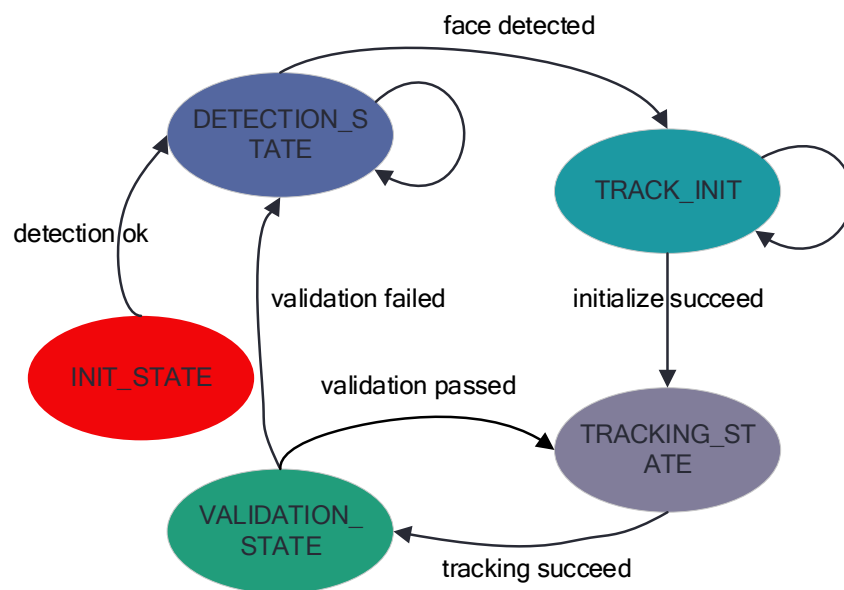 face detected
DETECTION_S
TATE
TRACK_INIT
detection ok
validation failed
initialize succeed
INIT_STATE
validation passed
TRACKING_ST
ATE
VALIDATION_
STATE
tracking succeed